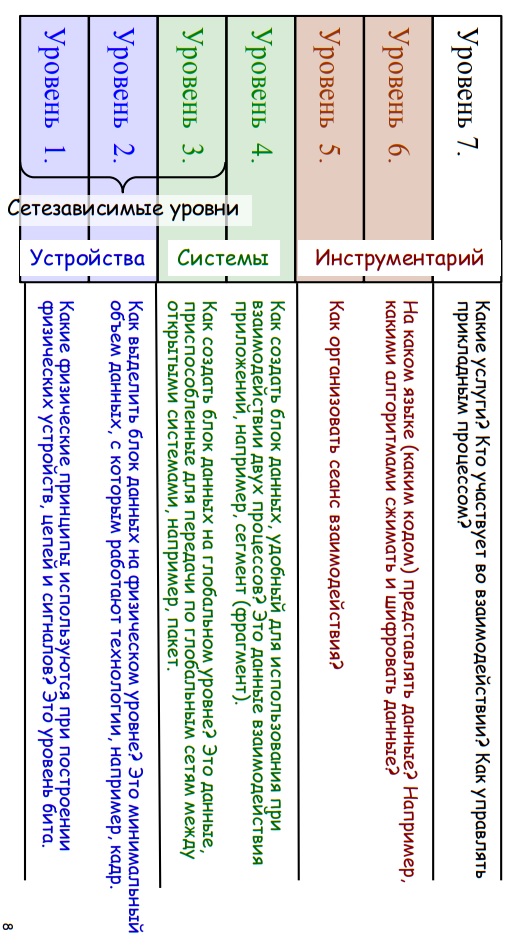 Уровень 7.
Какие услуги? Кто участвует во взаимодействии? Как управлять
прикладным процессом?
Уровень 6.
На каком языке (каким кодом) представлять данные? Например,
какими алгоритмами сжимать и шифровать данные?
Уровень 5.
Как организовать сеанс взаимодействия?
Инструментарий
Уровень 4.
Как создать блок данных, удобный для использования при
взаимодействии двух процессов? Это данные взаимодействия
приложений, например, сегмент (фрагмент).
Уровень 3.
Как создать блок данных на глобальном уровне? Это данные,
приспособленные для передачи по глобальным сетям между
открытыми системами, например, пакет.
Системы
Уровень 2.
Как выделить блок данных на физическом уровне? Это минимальный
объем данных, с которым работают технологии, например, кадр.
Уровень 1.
Какие физические принципы используются при построении
физических устройств, цепей и сигналов? Это уровень бита.
Устройства
Сетезависимые уровни
8